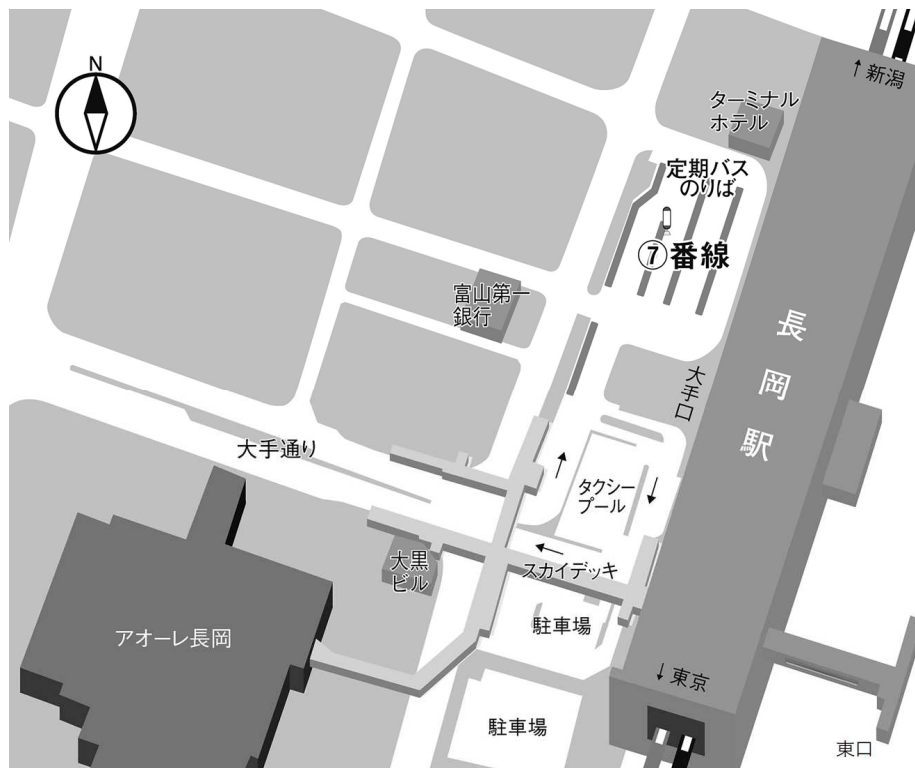 N
↑新潟
ターミナル
ホテル
定期バス
のりば
⑦番線
富山第一
銀行
長岡駅
大手口
大手通り
タクシー
プール
大黒
ビル
スカイデッキ
アオーレ長岡
駐車場
↓東京
駐車場
東口